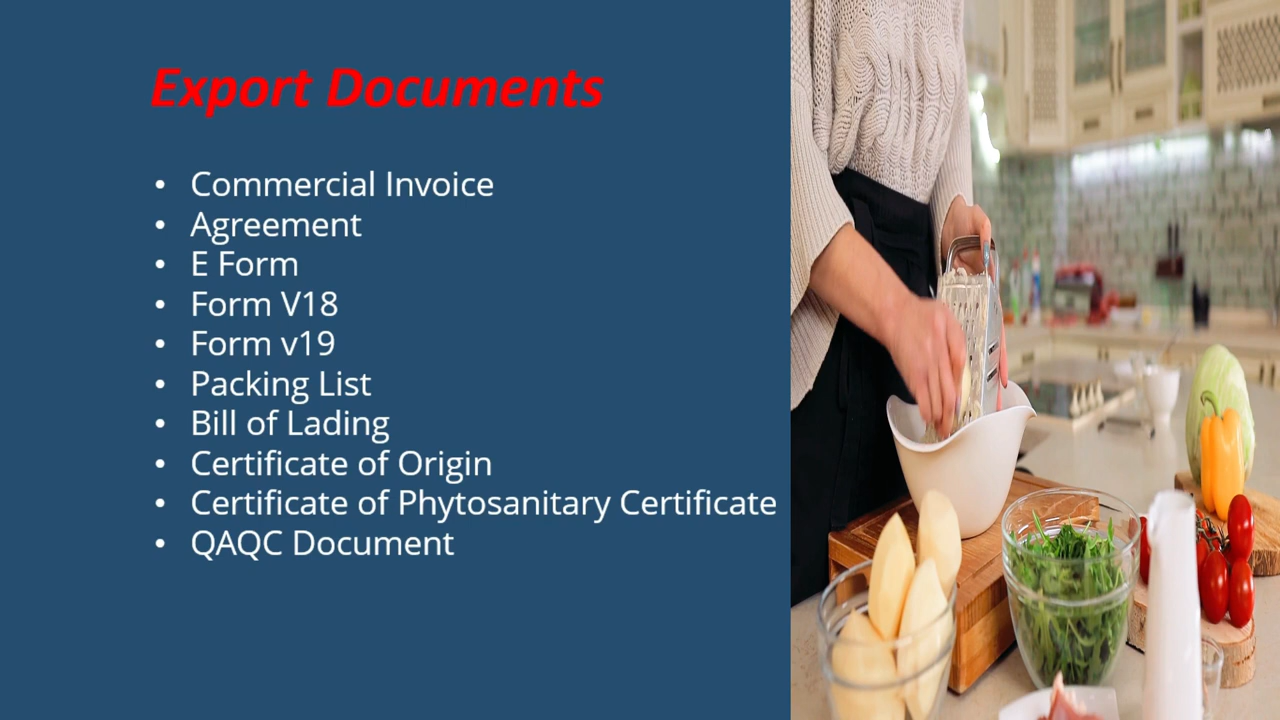 Export Documents
• Commercial Invoice
• Agreement
• E Form
• Form V18
• Form v19
• Packing List
• Bill of Lading
• Certificate of Origin
• Certificate of Phytosanitary Certificate
• QAQC Document